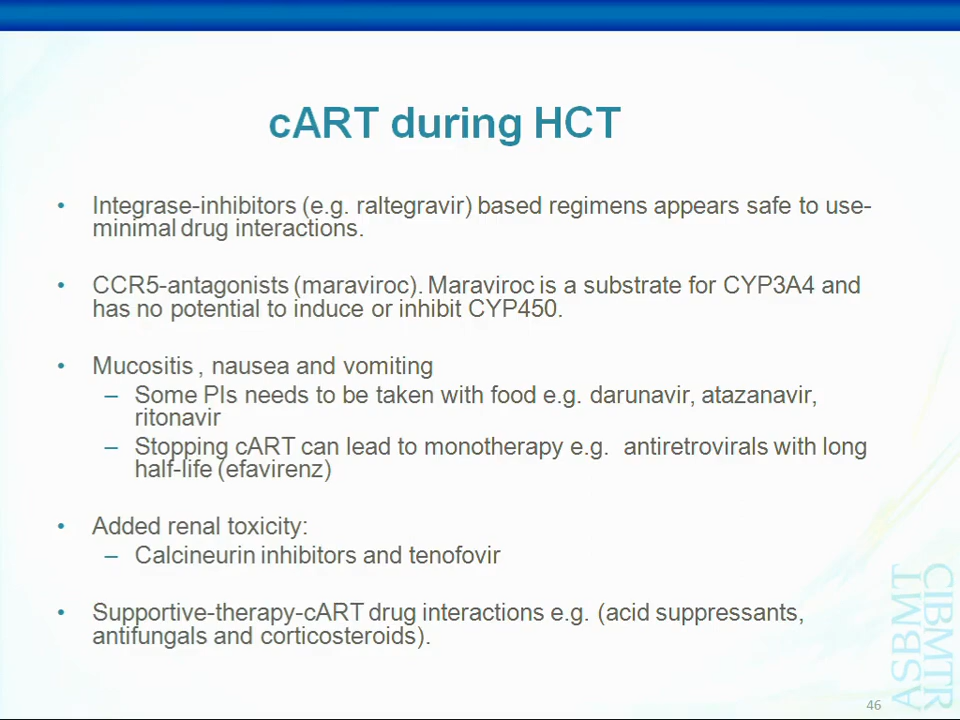 cART during HCT
• Integrase-inhibitors (e.g. raltegravir) based regimens appears safe to use-
minimal drug interactions.
• CCR5-antagonists (maraviroc). Maraviroc is a substrate for CYP3A4 and
has no potential to induce or inhibit CYP450.
• Mucositis , nausea and vomiting
– Some PIs needs to be taken with food e.g. darunavir, atazanavir,
ritonavir
– Stopping cART can lead to monotherapy e.g. antiretrovirals with long
half-life (efavirenz)
• Added renal toxicity:
– Calcineurin inhibitors and tenofovir
• Supportive-therapy-cART drug interactions e.g. (acid suppressants,
antifungals and corticosteroids).
ASBMT
CIBMTR
46